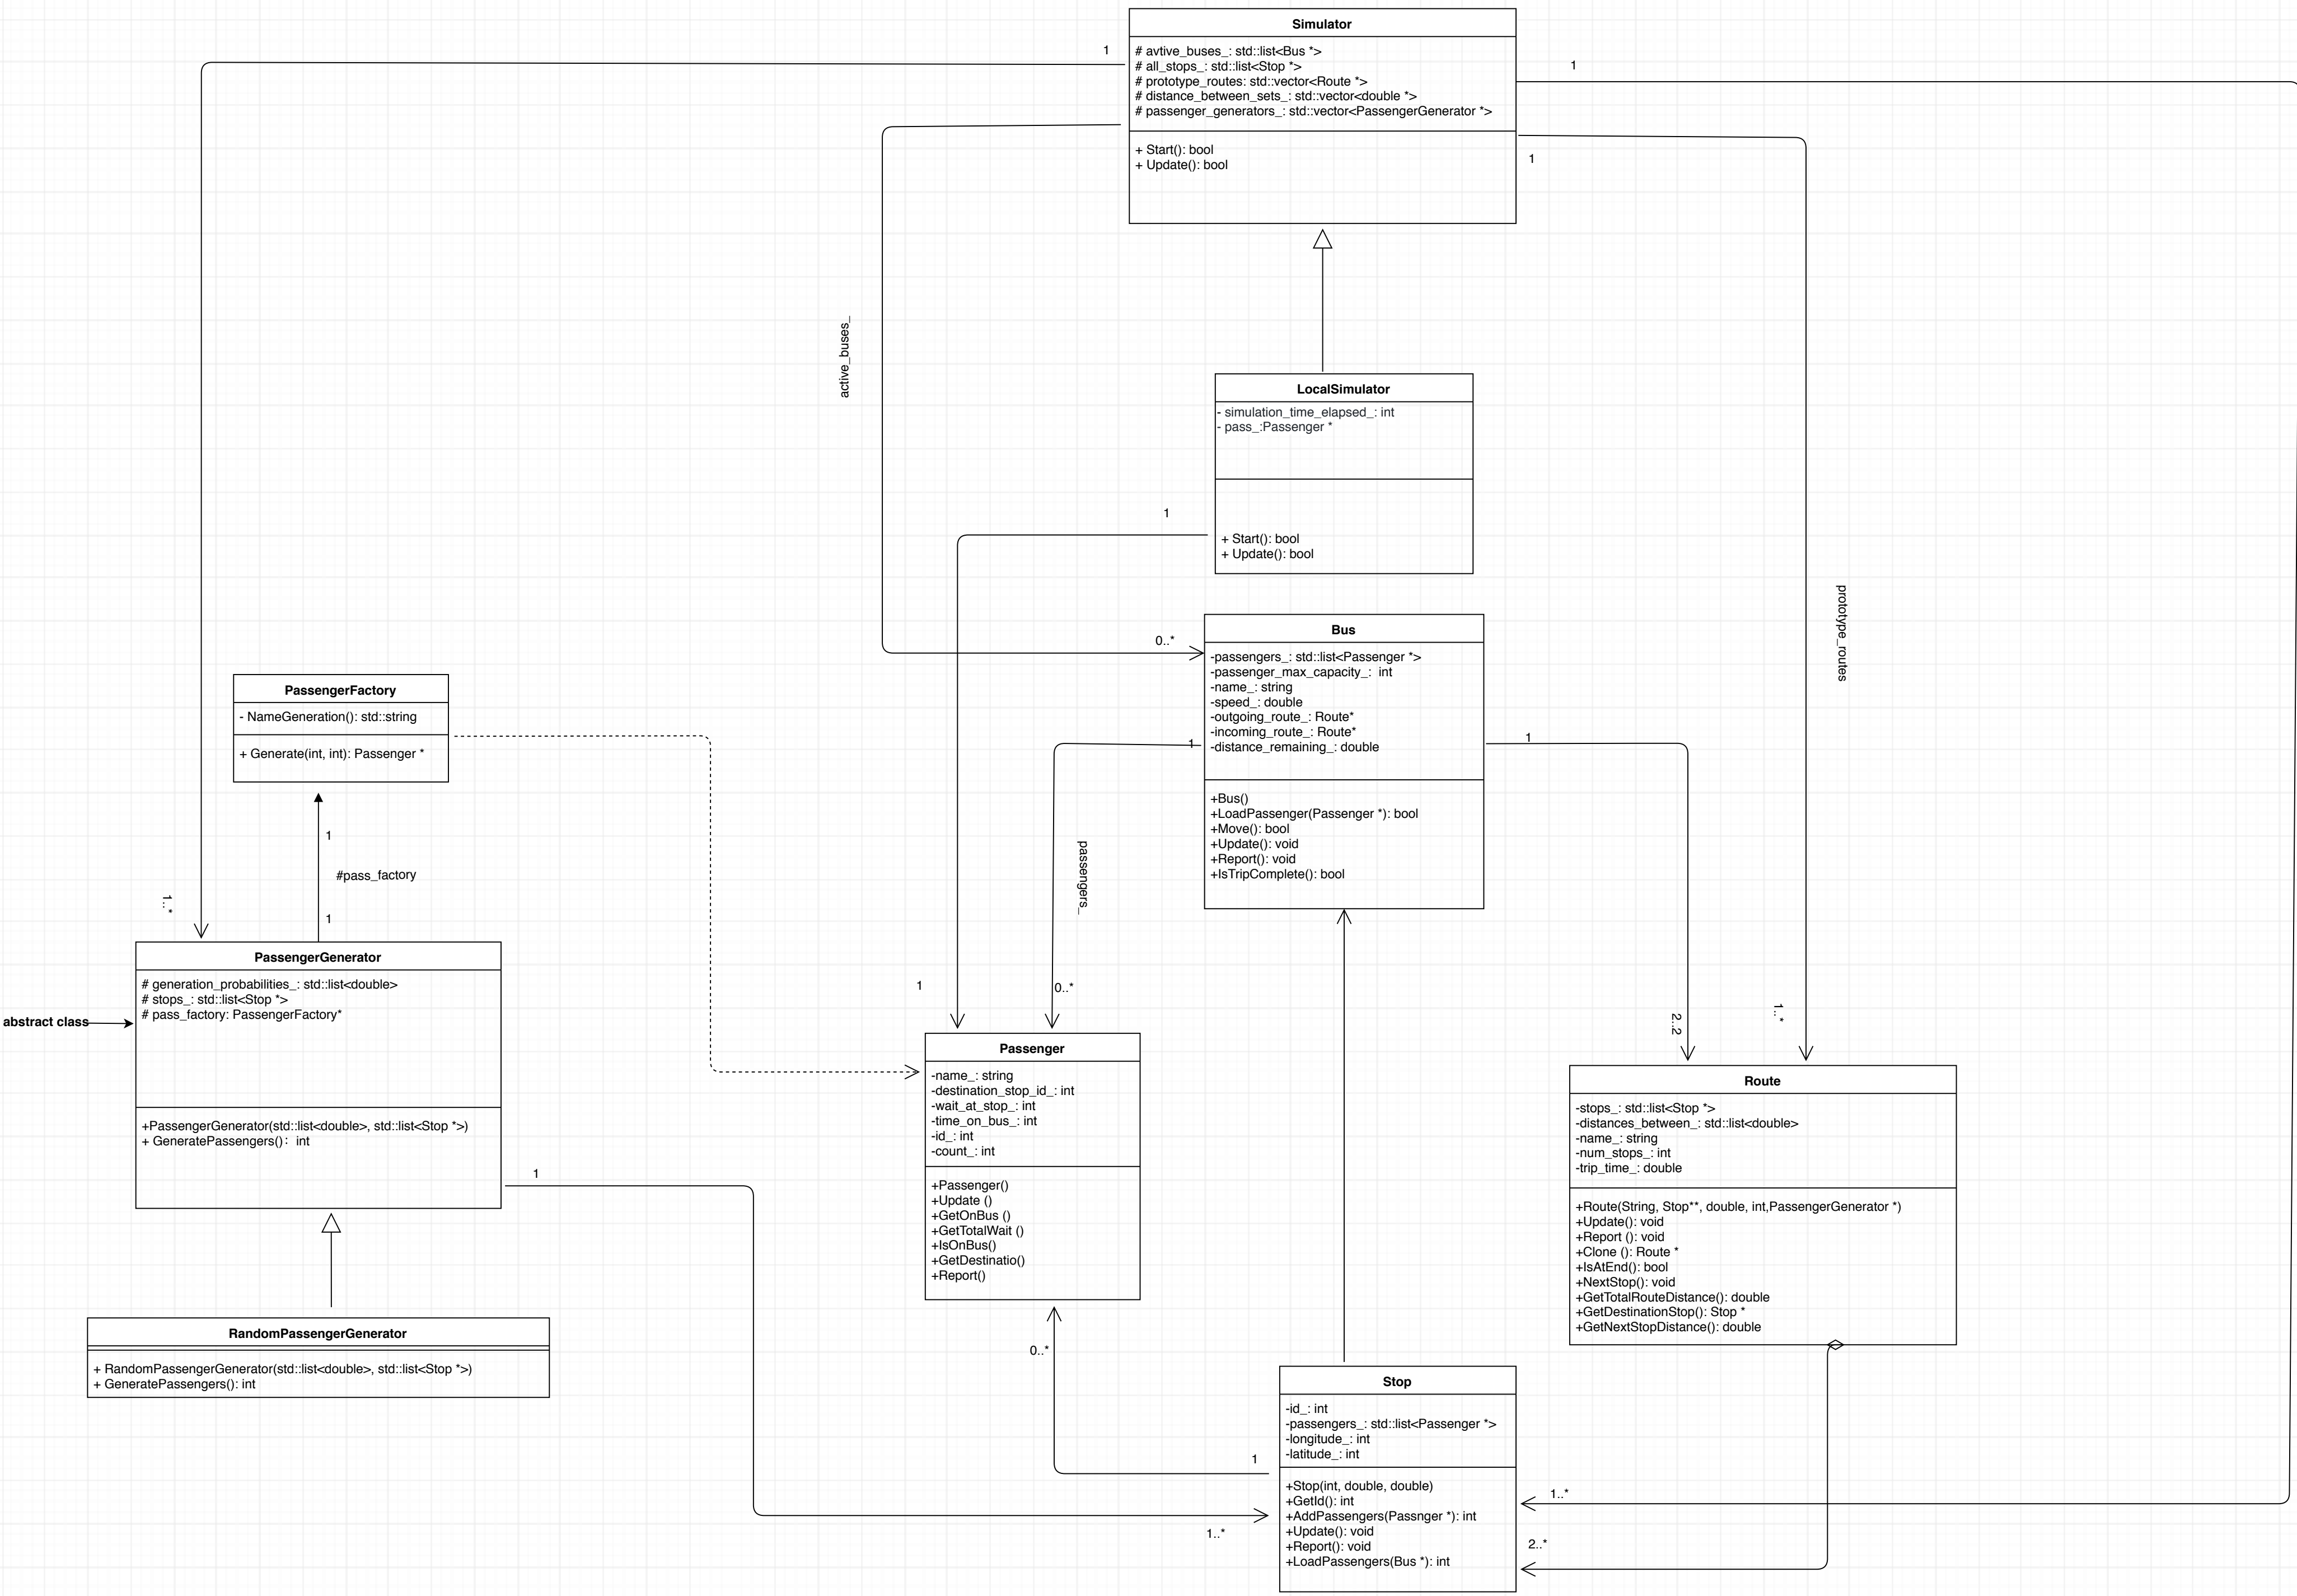 Simulator
# avtive_buses_: std::list<Bus *>
# all_stops_: std::list<Stop *>
# prototype_routes: std::vector<Route *>
# distance_between_sets_: std::vector<double *>
# passenger_generators_: std::vector<PassengerGenerator *>
+ Start(): bool
+ Update(): bool
1
1
1
active_buses_
LocalSimulator
- simulation_time_elapsed_: int
- pass_:Passenger *
+ Start(): bool
+ Update(): bool
1
prototype_routes
Bus
-passengers_: std::list<Passenger *>
-passenger_max_capacity_:  int
-name_: string
-speed_: double
-outgoing_route_: Route*
-incoming_route_: Route*
-distance_remaining_: double
+Bus()
+LoadPassenger(Passenger *): bool
+Move(): bool
+Update(): void
+Report(): void
+IsTripComplete(): bool
0..*
1
1
PassengerFactory
- NameGeneration(): std::string
+ Generate(int, int): Passenger *
1
#pass_factory
1
1..*
passengers_
PassengerGenerator
# generation_probabilities_: std::list<double>
# stops_: std::list<Stop *>
# pass_factory: PassengerFactory*
+PassengerGenerator(std::list<double>, std::list<Stop *>)
+ GeneratePassengers():  int
abstract class
1
1
0..*
Passenger
-name_: string
-destination_stop_id_: int
-wait_at_stop_: int
-time_on_bus_: int
-id_: int
-count_: int
+Passenger()
+Update ()
+GetOnBus ()
+GetTotalWait ()
+IsOnBus()
+GetDestinatio()
+Report()
2..2
1..*
Route
-stops_: std::list<Stop *>
-distances_between_: std::list<double>
-name_: string
-num_stops_: int
-trip_time_: double
+Route(String, Stop**, double, int,PassengerGenerator *)
+Update(): void
+Report (): void
+Clone (): Route *
+IsAtEnd(): bool
+NextStop(): void
+GetTotalRouteDistance(): double
+GetDestinationStop(): Stop *
+GetNextStopDistance(): double
RandomPassengerGenerator
+ RandomPassengerGenerator(std::list<double>, std::list<Stop *>)
+ GeneratePassengers(): int
0..*
1
1..*
Stop
-id_: int
-passengers_: std::list<Passenger *>
-longitude_: int
-latitude_: int
+Stop(int, double, double)
+GetId(): int
+AddPassengers(Passnger *): int
+Update(): void
+Report(): void
+LoadPassengers(Bus *): int
1..*
2..*